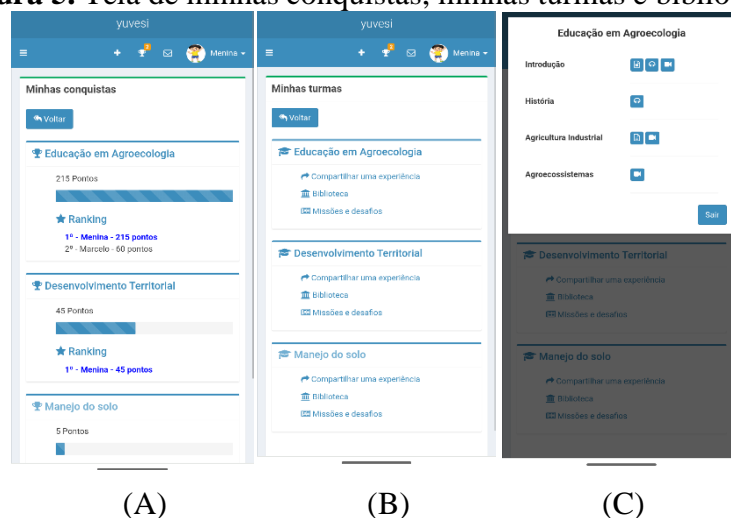 ura 5. Tela de minhas conquistas, minhas turmas e biblio
yuvesi
Menina
Minhas conquistas
Voltar
Educação em Agroecologia
215 Pontos
Ranking
1º - Menina - 215 pontos
2º - Marcelo - 60 pontos
Desenvolvimento Territorial
45 Pontos
Ranking
1º - Menina - 45 pontos
Manejo do solo
5 Pontos
(A)
yuvesi
Menina
Minhas turmas
Voltar
Educação em Agroecologia
Compartilhar uma experiência
Biblioteca
Missões e desafios
Desenvolvimento Territorial
Compartilhar uma experiência
Biblioteca
Missões e desafios
Manejo do solo
Compartilhar uma experiência
Biblioteca
Missões e desafios
(B)
Educação em Agroecologia
Introdução
História
Agricultura Industrial
Agroecossistemas
Sair
Desenvolvimento Territorial
Compartilhar uma experiência
Biblioteca
Missões e desafios
Manejo do solo
Compartilhar uma experiência
Biblioteca
Missões e desafios
(C)